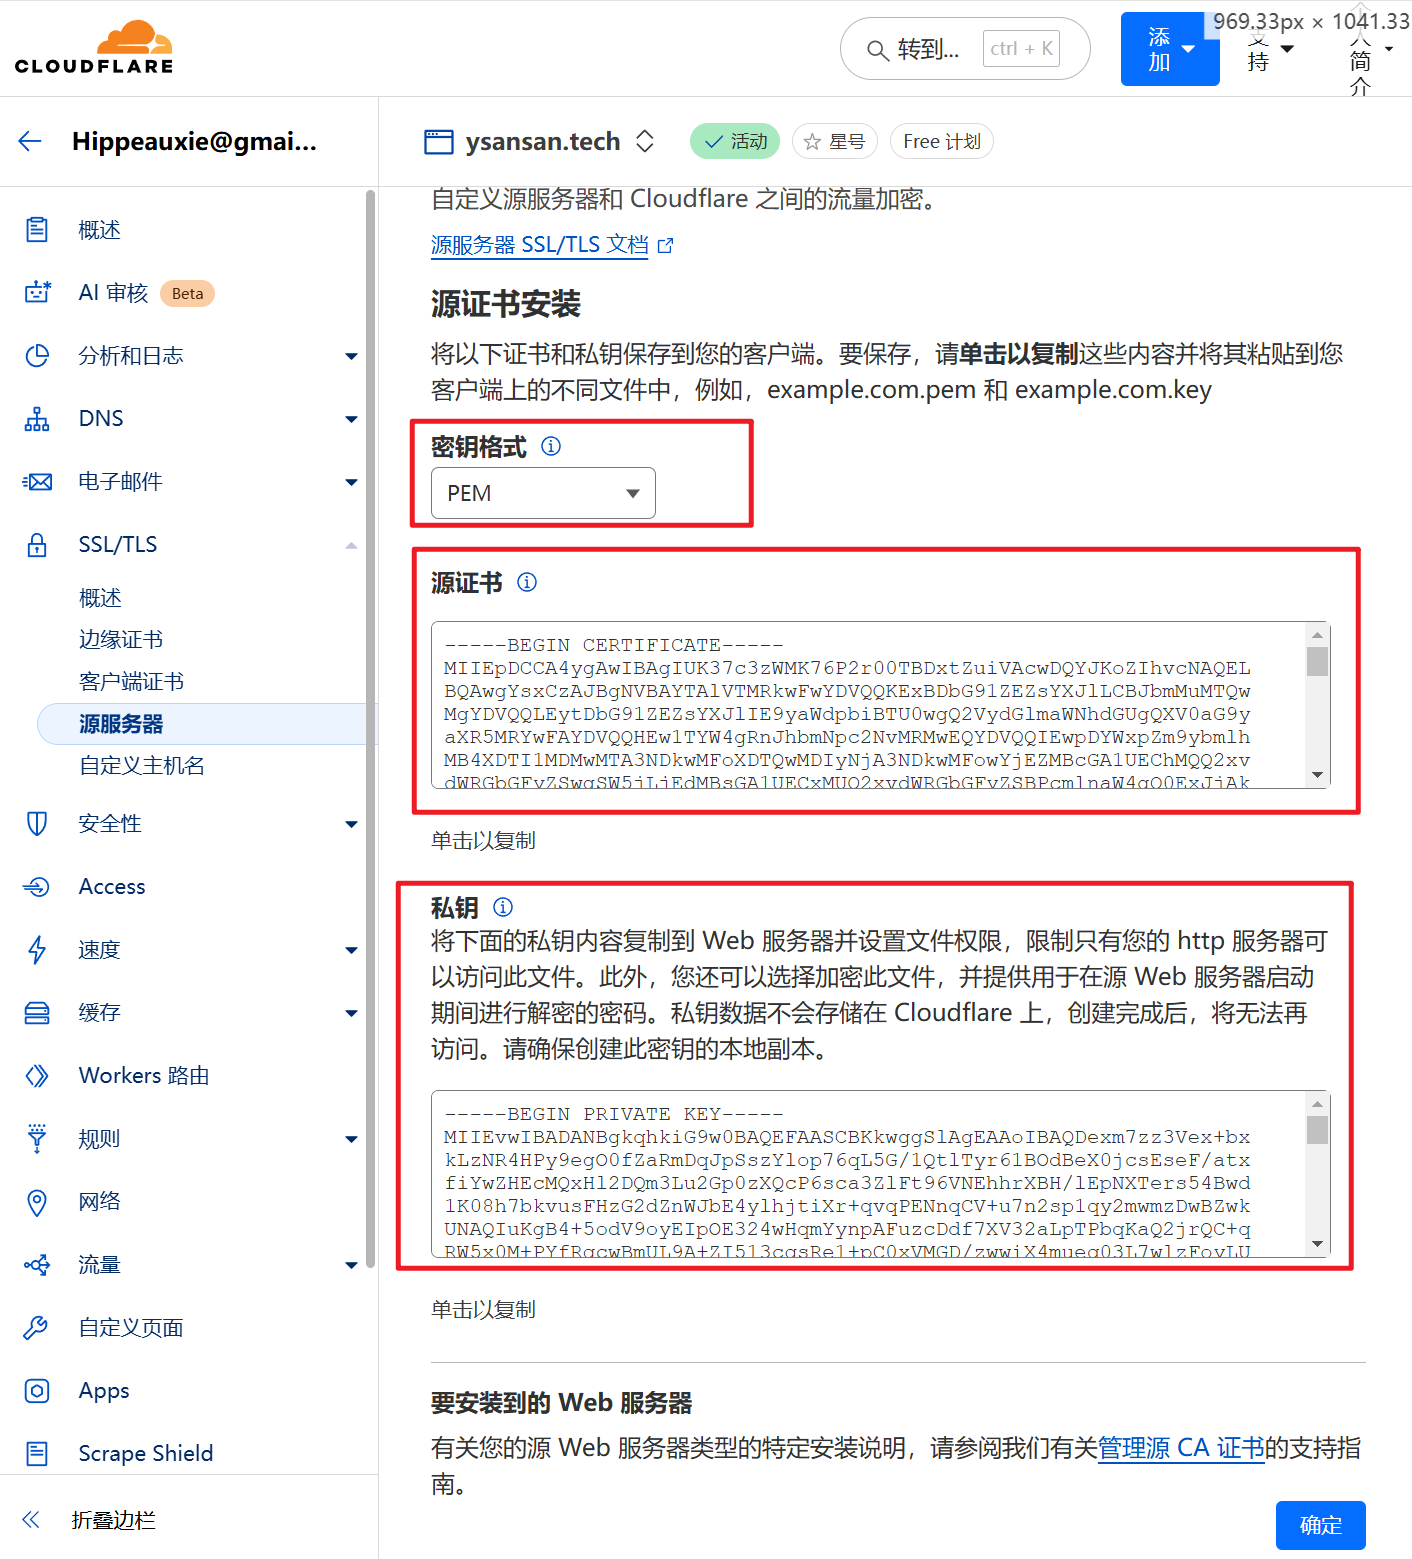 CLOUDFLARE
转到...
ctrl + K
添加
支持
个人简介
969.33px × 1041.33
Hippeauxie@gmai...
ysansan.tech
活动
星号
Free 计划
概述
AI 审核 Beta
分析和日志
DNS
电子邮件
SSL/TLS
概述
边缘证书
客户端证书
源服务器
自定义主机名
安全性
Access
速度
缓存
Workers 路由
规则
网络
流量
自定义页面
Apps
Scrape Shield
折叠边栏
自定义源服务器和 Cloudflare 之间的流量加密。
源服务器 SSL/TLS 文档
源证书安装
将以下证书和私钥保存到您的客户端。要保存，请单击以复制这些内容并将其粘贴到您
客户端上的不同文件中，例如，example.com.pem 和 example.com.key
密钥格式
PEM
源证书
-----BEGIN CERTIFICATE-----
MIIEpDCCA4ygAwIBAgIUK37c3zWMK76P2r00TBDxtZuiVAcwDQYJKoZIhvcNAQEL
BQAwgYsxCzAJBgNVBAYTAlVTMRkwFwYDVQQKExBDbG91ZEZsYXJlLCBJbmMuMTQw
MgYDVQQLEytDbG91ZEZsYXJlIE9yaWdpbiBTU0wgQ2VydGlmaWNhdGUgQXV0aG9y
aXR5MRYwFAYDVQQHEw1TYW4gRnJhbmNpc2NvMRMwEQYDVQQIEwpDYWxpZm9ybmlh
MB4XDTI1MDMwMTA3NDkwMFoXDTQwMDIyNjA3NDkwMFowYjEZMBcGA1UEChMQQ2xv
dWRGbGFyZSwgSW5jLjEdMBsGA1UECxMUQ2xvdWRGbGFyZSBPcmlnaW4gQ0ExJjAk
单击以复制
私钥
将下面的私钥内容复制到 Web 服务器并设置文件权限，限制只有您的 http 服务器可
以访问此文件。此外，您还可以选择加密此文件，并提供用于在源 Web 服务器启动
期间进行解密的密码。私钥数据不会存储在 Cloudflare 上，创建完成后，将无法再
访问。请确保创建此密钥的本地副本。
-----BEGIN PRIVATE KEY-----
MIIEvwIBADANBgkqhkiG9w0BAQEFAASCBKkwggSlAgEAAoIBAQDexm7zz3Vex+bx
kLzNR4HPy9egO0fZaRmDqJpSszYlop76qL5G/1QtlTyr61BOdBeX0jcsEseF/atx
fiYwZHEcMQxHl2DQm3Lu2Gp0zXQcP6sca3ZlFt96VNEhhrXBH/lEpNXTers54Bwd
1K08h7bkvusFHzG2dZnWJbE4ylhjtiXr+qvqPENnqCV+u7n2sp1qy2mwmzDwBZwk
UNAQIuKgB4+5odV9oyEIpOE324wHqmYynpAFuzcDdf7XV32aLpTPbqKaQ2jrQC+q
单击以复制
要安装到的 Web 服务器
有关您的源 Web 服务器类型的特定安装说明，请参阅我们有关管理源 CA 证书的支持指
南。
确定